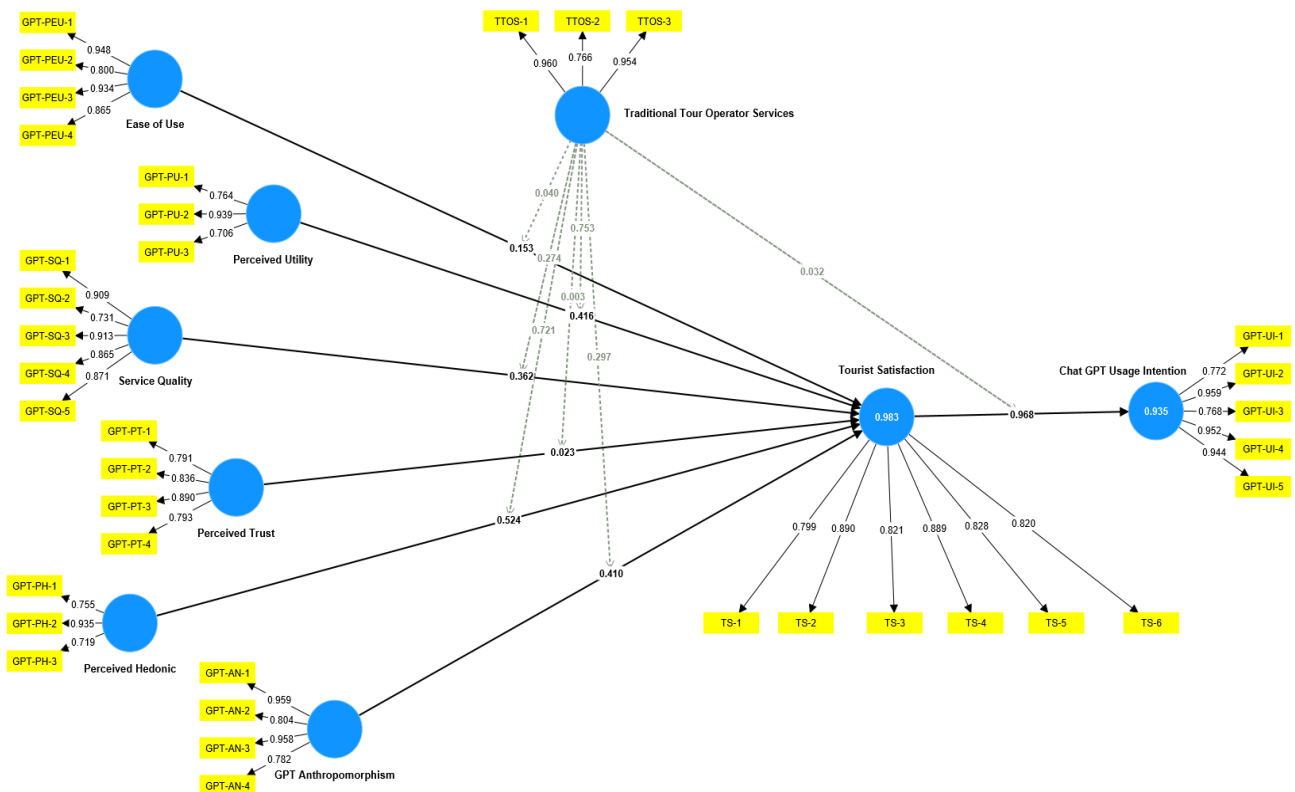 GPT-PEU-1
GPT-PEU-2
GPT-PEU-3
GPT-PEU-4
0.948
0.800
0.934
0.865
Ease of Use
TTOS-1
TTOS-2
TTOS-3
0.960
0.766
0.954
Traditional Tour Operator Services
GPT-PU-1
GPT-PU-2
GPT-PU-3
0.764
0.939
0.706
Perceived Utility
GPT-SQ-1
GPT-SQ-2
GPT-SQ-3
GPT-SQ-4
GPT-SQ-5
0.909
0.731
0.913
0.865
0.871
Service Quality
GPT-PT-1
GPT-PT-2
GPT-PT-3
GPT-PT-4
0.791
0.836
0.890
0.793
Perceived Trust
GPT-PH-1
GPT-PH-2
GPT-PH-3
0.755
0.935
0.719
Perceived Hedonic
GPT-AN-1
GPT-AN-2
GPT-AN-3
GPT-AN-4
0.959
0.804
0.958
0.782
GPT Anthropomorphism
0.040
0.753
0.274
0.003
0.721
0.297
0.032
0.153
0.416
0.362
0.023
0.524
0.410
Tourist Satisfaction
0.983
0.968
0.799
0.890
0.821
0.889
0.828
0.820
TS-1
TS-2
TS-3
TS-4
TS-5
TS-6
Chat GPT Usage Intention
0.935
0.772
0.959
0.768
0.952
0.944
GPT-UI-1
GPT-UI-2
GPT-UI-3
GPT-UI-4
GPT-UI-5